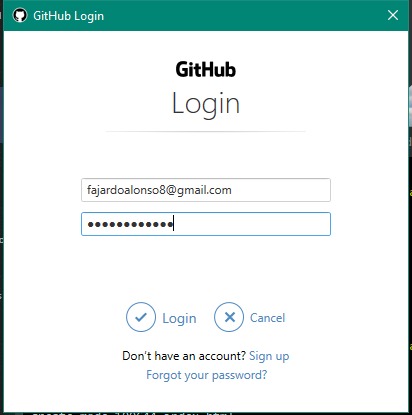 GitHub Login
GitHub
Login
fajardoalonso8@gmail.com
••••••••••••
Login
Cancel
Don't have an account? Sign up
Forgot your password?